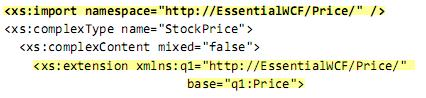 <xs:import namespace="http://EssentialWCF/Price/" />
<xs:complexType name="StockPrice">
<xs:complexContent mixed="false">
<xs:extension xmlns:q1="http://EssentialWCF/Price/"
base="q1:Price">